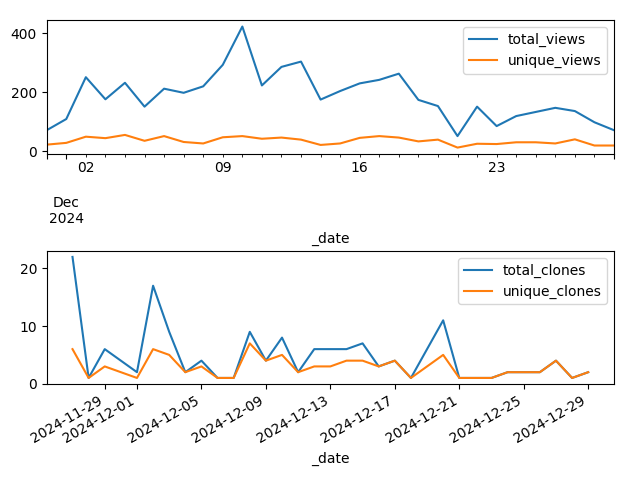 400
200
0
total_views
unique_views
02
09
16
23
Dec
2024
_date
20
10
0
total_clones
unique_clones
2024-11-29
2024-12-01
2024-12-05
2024-12-09
2024-12-13
2024-12-17
2024-12-21
2024-12-25
2024-12-29
_date